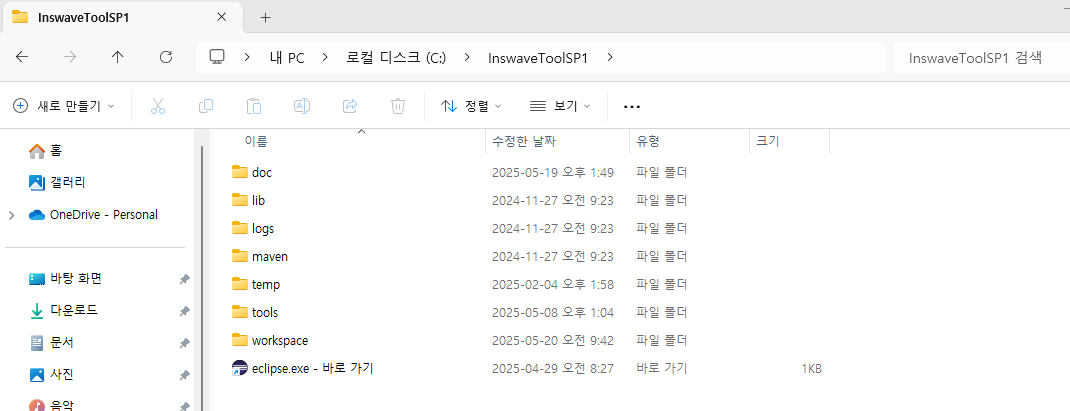 InswaveToolSP1
내 PC 로컬 디스크 (C:) InswaveToolSP1 InswaveToolSP1 검색
새로 만들기 정렬 보기
이름 수정한 날짜 유형 크기
홈
갤러리
OneDrive - Personal
바탕 화면
다운로드
문서
사진
음악
doc 2025-05-19 오후 1:49 파일 폴더
lib 2024-11-27 오전 9:23 파일 폴더
logs 2024-11-27 오전 9:23 파일 폴더
maven 2024-11-27 오전 9:23 파일 폴더
temp 2025-02-04 오후 1:58 파일 폴더
tools 2025-05-08 오후 1:04 파일 폴더
workspace 2025-05-20 오전 9:42 파일 폴더
eclipse.exe - 바로 가기 2025-04-29 오전 8:27 바로 가기 1KB